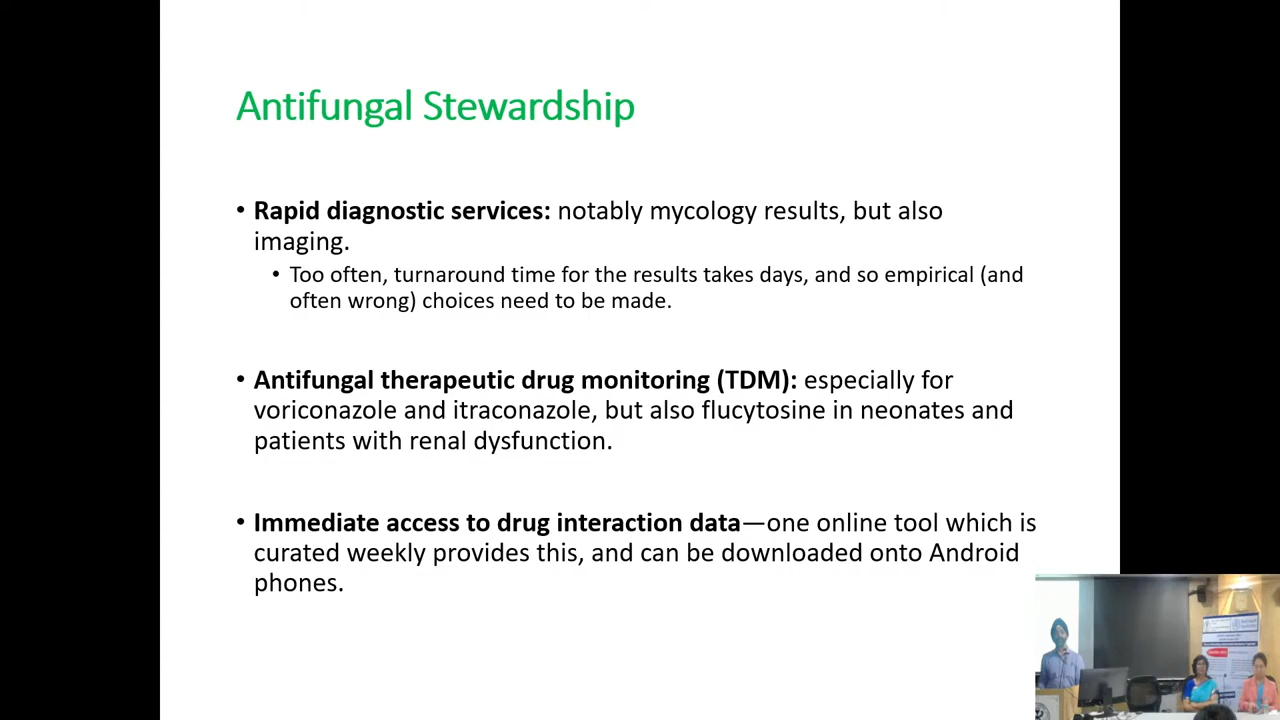 Antifungal Stewardship
• Rapid diagnostic services: notably mycology results, but also
imaging.
• Too often, turnaround time for the results takes days, and so empirical (and
often wrong) choices need to be made.
• Antifungal therapeutic drug monitoring (TDM): especially for
voriconazole and itraconazole, but also flucytosine in neonates and
patients with renal dysfunction.
• Immediate access to drug interaction data—one online tool which is
curated weekly provides this, and can be downloaded onto Android
phones.